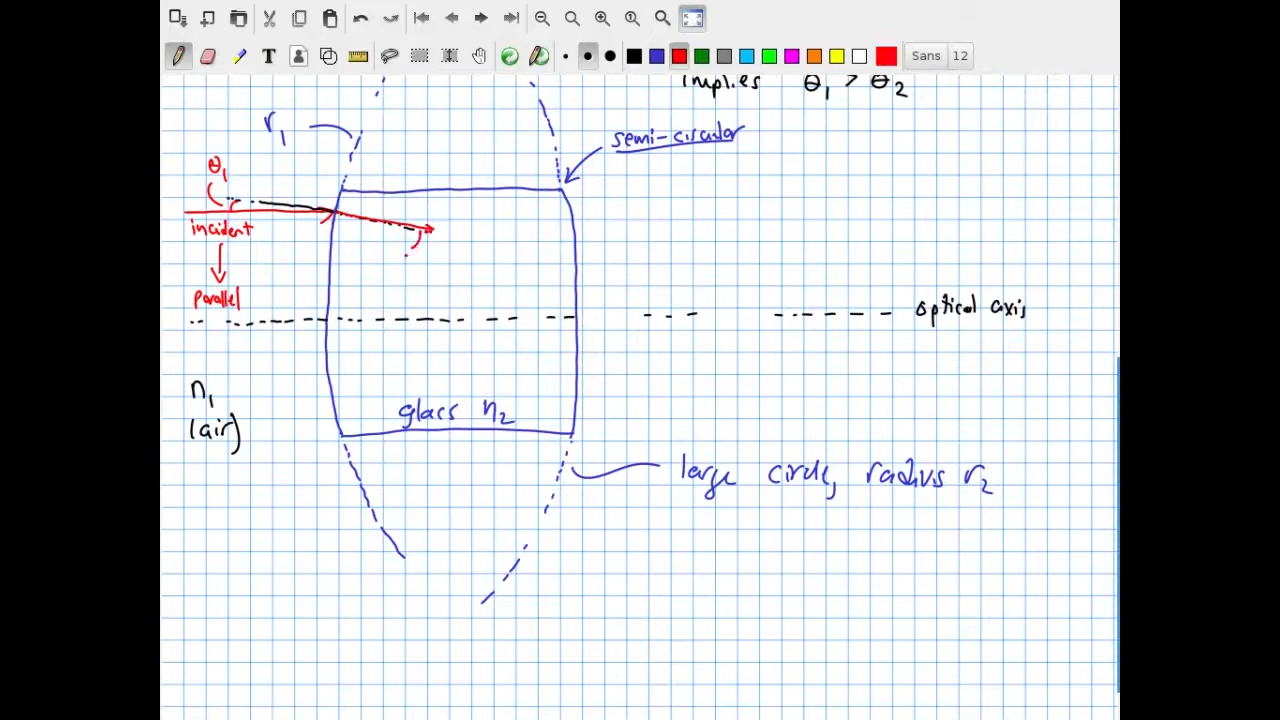 Sans 12
implies θ₁ > θ₂
r₁
semi-circular
θ₁
incident
parallel
optical axis
n₁
(air)
glass n₂
large circle, radius r₂